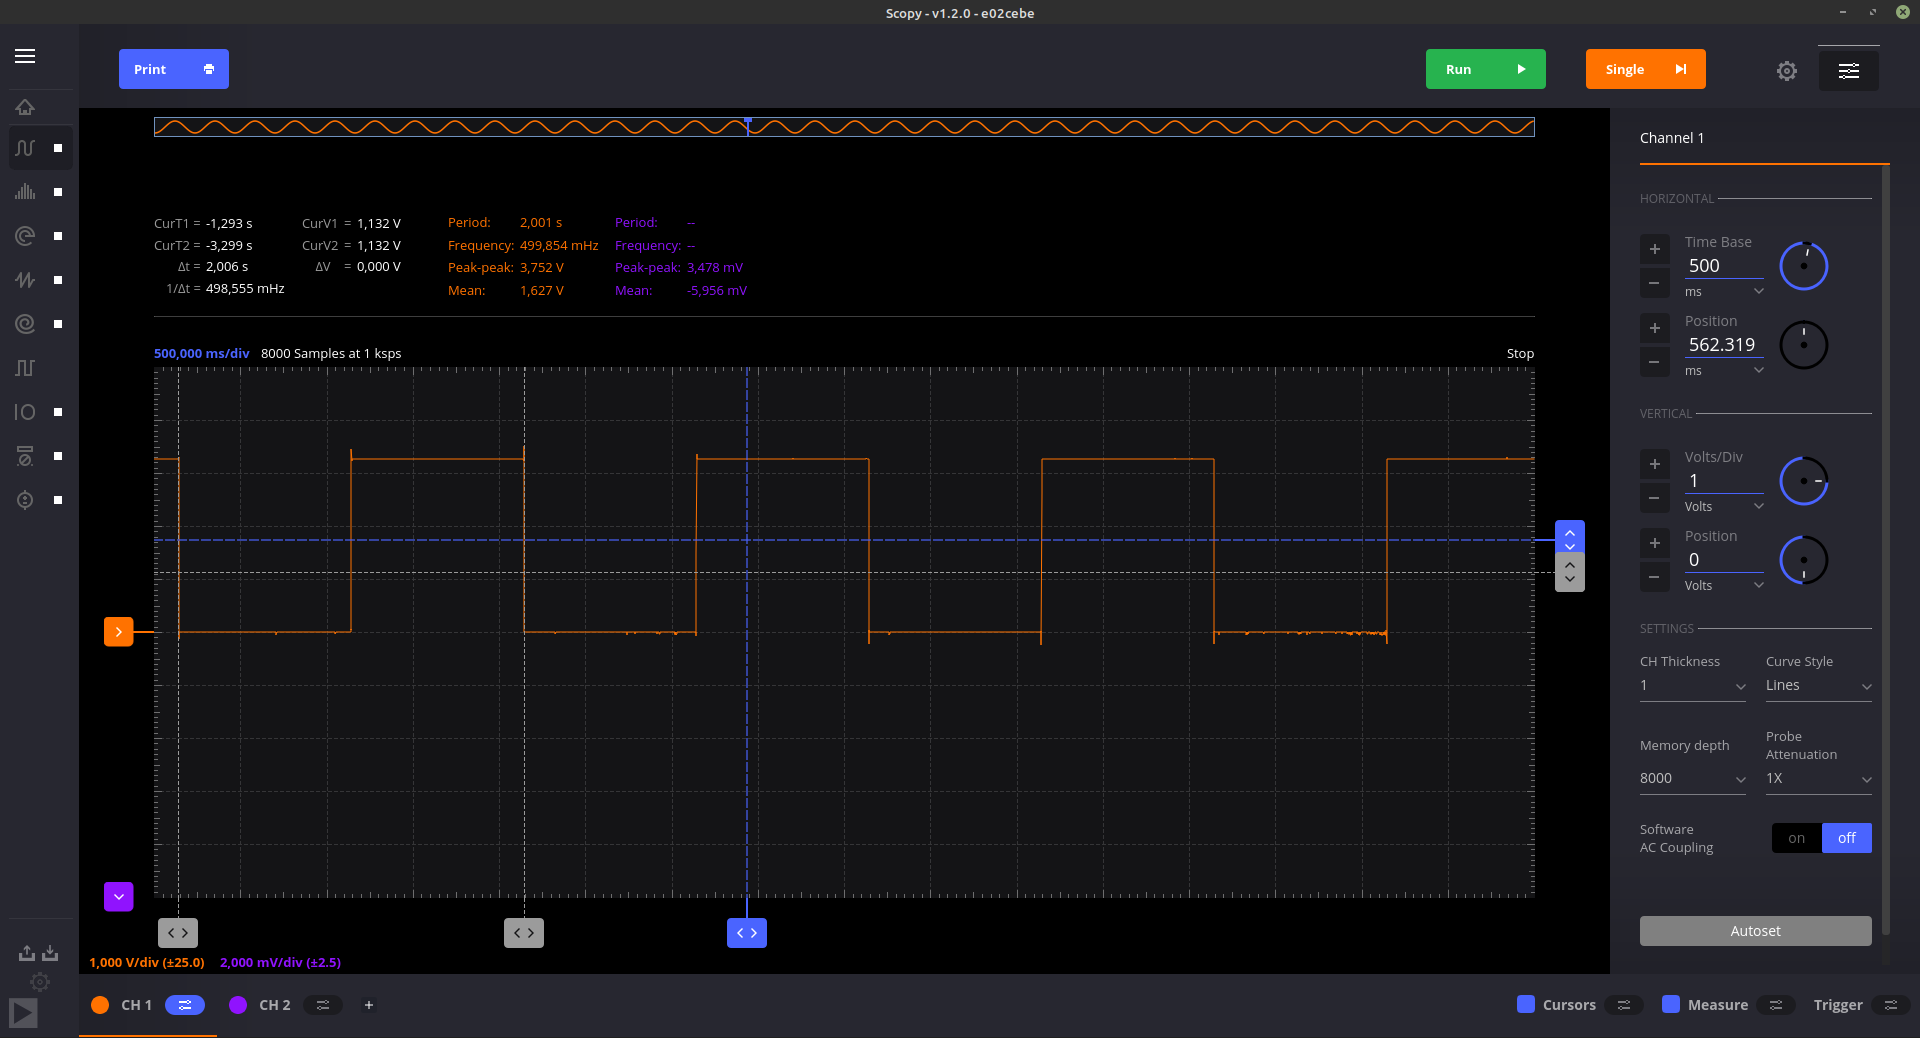 Scopy - v1.2.0 - e02cebe
Print
Run
Single
Channel 1
HORIZONTAL
Time Base
500
ms
Position
562.319
ms
VERTICAL
Volts/Div
1
Volts
Position
0
Volts
SETTINGS
CH Thickness Curve Style
1 Lines
Memory depth Probe Attenuation
8000 1X
Software AC Coupling on off
Autoset
CurT1 = -1,293 s CurV1 = 1,132 V Period: 2,001 s Period: --
CurT2 = -3,299 s CurV2 = 1,132 V Frequency: 499,854 mHz Frequency: --
Δt = 2,006 s ΔV = 0,000 V Peak-peak: 3,752 V Peak-peak: 3,478 mV
1/Δt = 498,555 mHz Mean: 1,627 V Mean: -5,956 mV
500,000 ms/div 8000 Samples at 1 ksps Stop
1,000 V/div (±25.0) 2,000 mV/div (±2.5)
CH 1 CH 2 + Cursors Measure Trigger